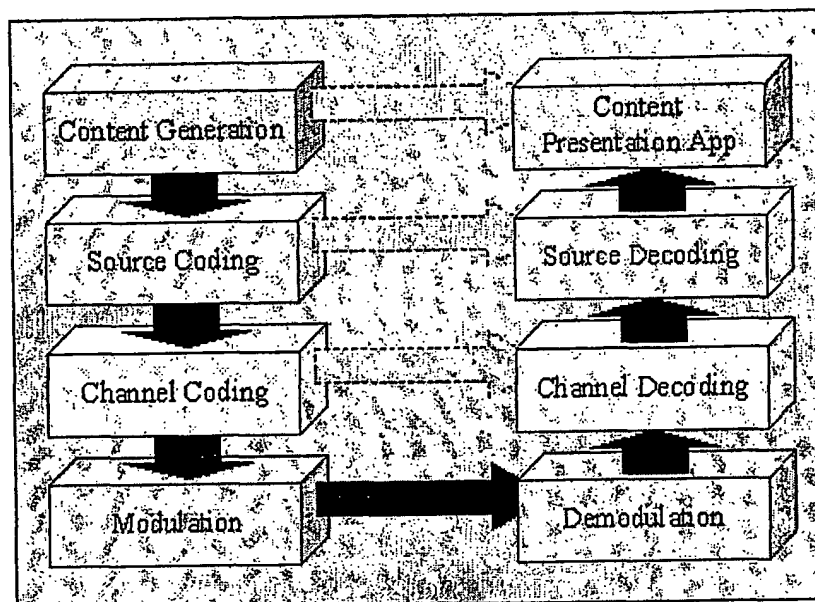 Content Generation
Source Coding
Channel Coding
Modulation
Content
Presentation App
Source Decoding
Channel Decoding
Demodulation